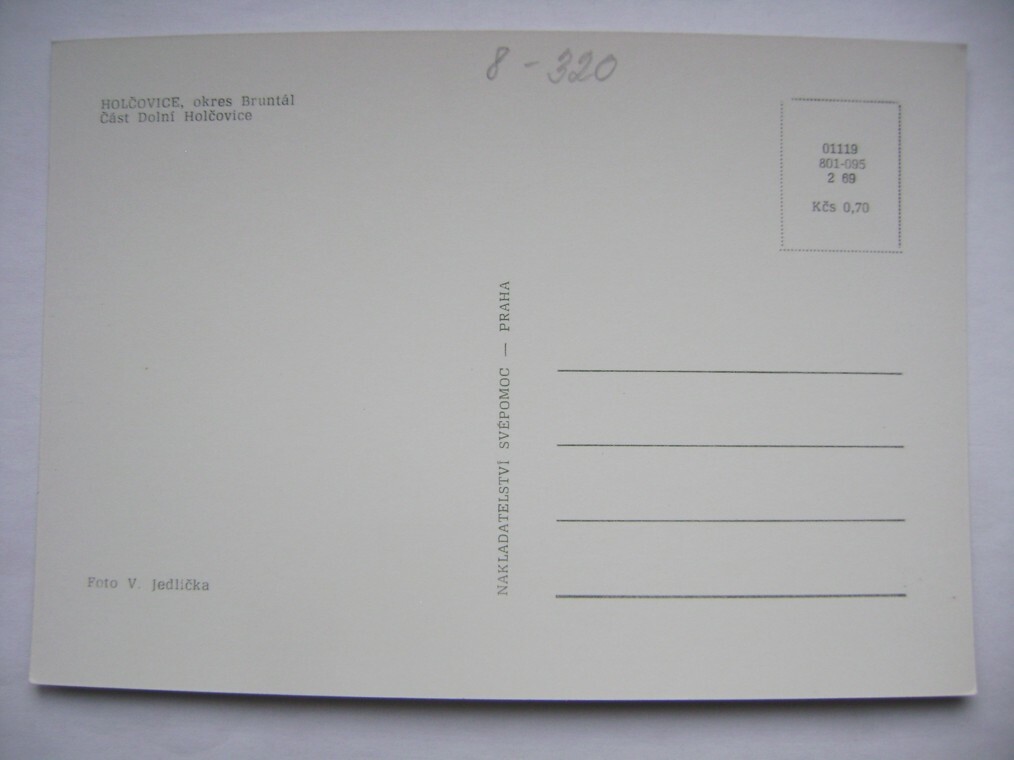 8 - 320
HOLČOVICE, okres Bruntál
Část Dolní Holčovice
01119
801-095
2 69
Kčs 0,70
NAKLADATELSTVÍ SVÉPOMOC — PRAHA
Foto V. Jedlička